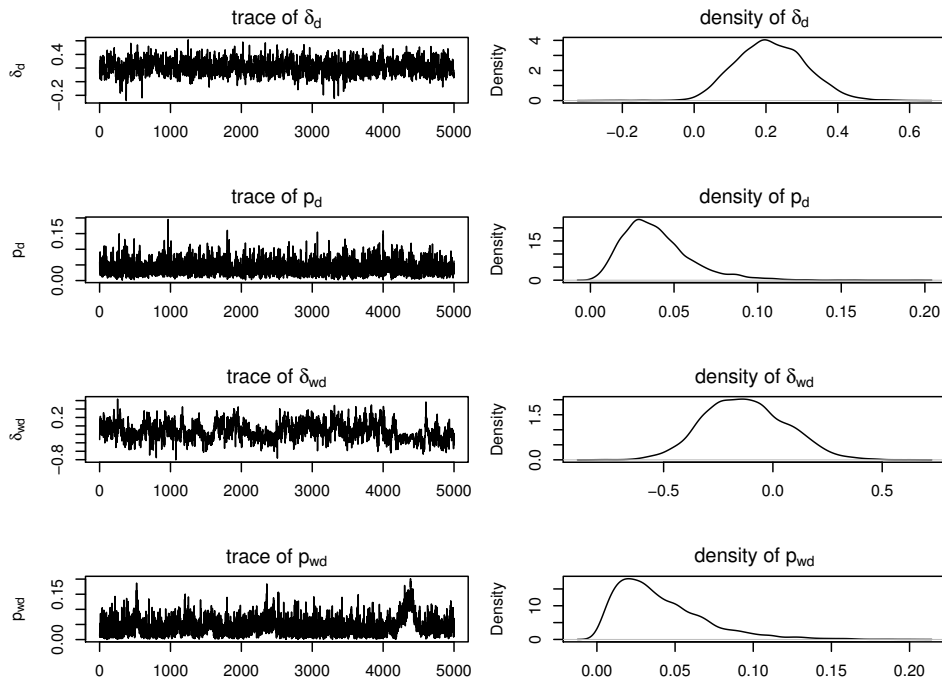 trace of δd
density of δd
δd
−0.2 0.4
0 1000 2000 3000 4000 5000
Density
0 2 4
−0.2 0.0 0.2 0.4 0.6
trace of pd
density of pd
pd
0.00 0.15
0 1000 2000 3000 4000 5000
Density
0 15
0.00 0.05 0.10 0.15 0.20
trace of δwd
density of δwd
δwd
−0.8 0.2
0 1000 2000 3000 4000 5000
Density
0.0 1.5
−0.5 0.0 0.5
trace of pwd
density of pwd
pwd
0.00 0.15
0 1000 2000 3000 4000 5000
Density
0 10
0.00 0.05 0.10 0.15 0.20